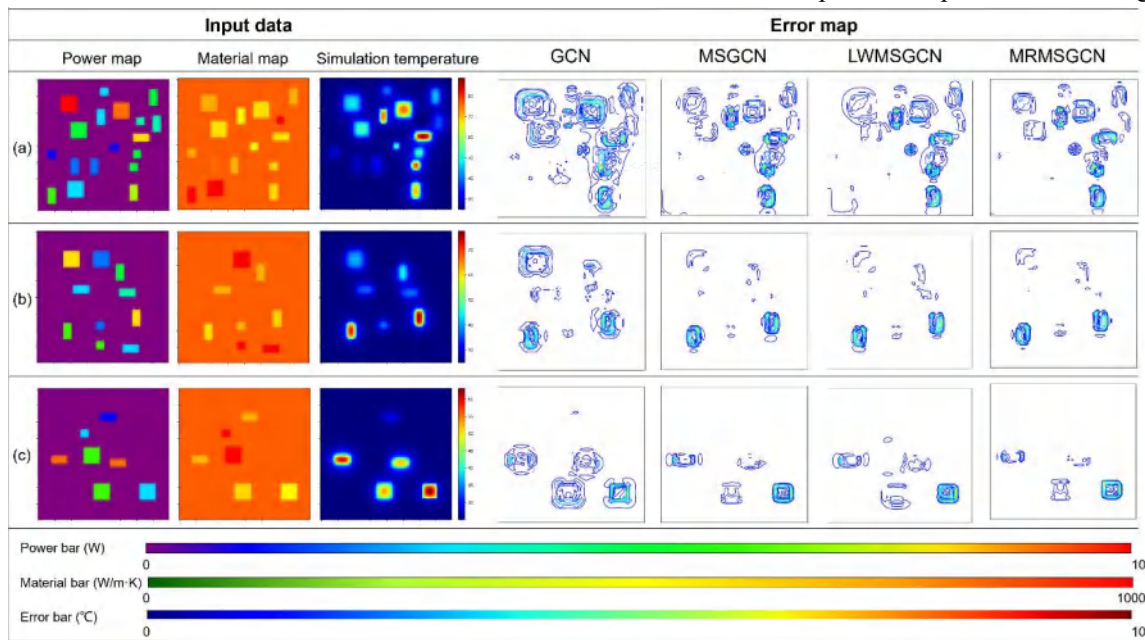 Input data Error map
Power map Material map Simulation temperature GCN MSGCN LWMSGCN MRMSGCN
(a)
(b)
(c)
Power bar (W)
0 10
Material bar (W/m·K)
0 1000
Error bar (℃)
0 10